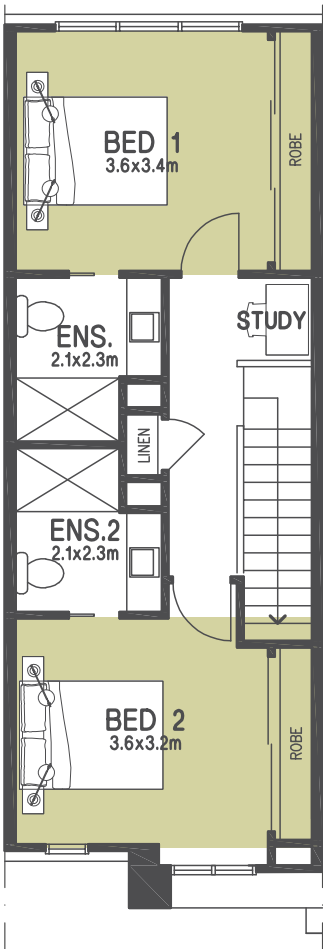 BED 1
3.6x3.4m
ROBE
STUDY
ENS.
2.1x2.3m
LINEN
ENS.2
2.1x2.3m
BED 2
3.6x3.2m
ROBE